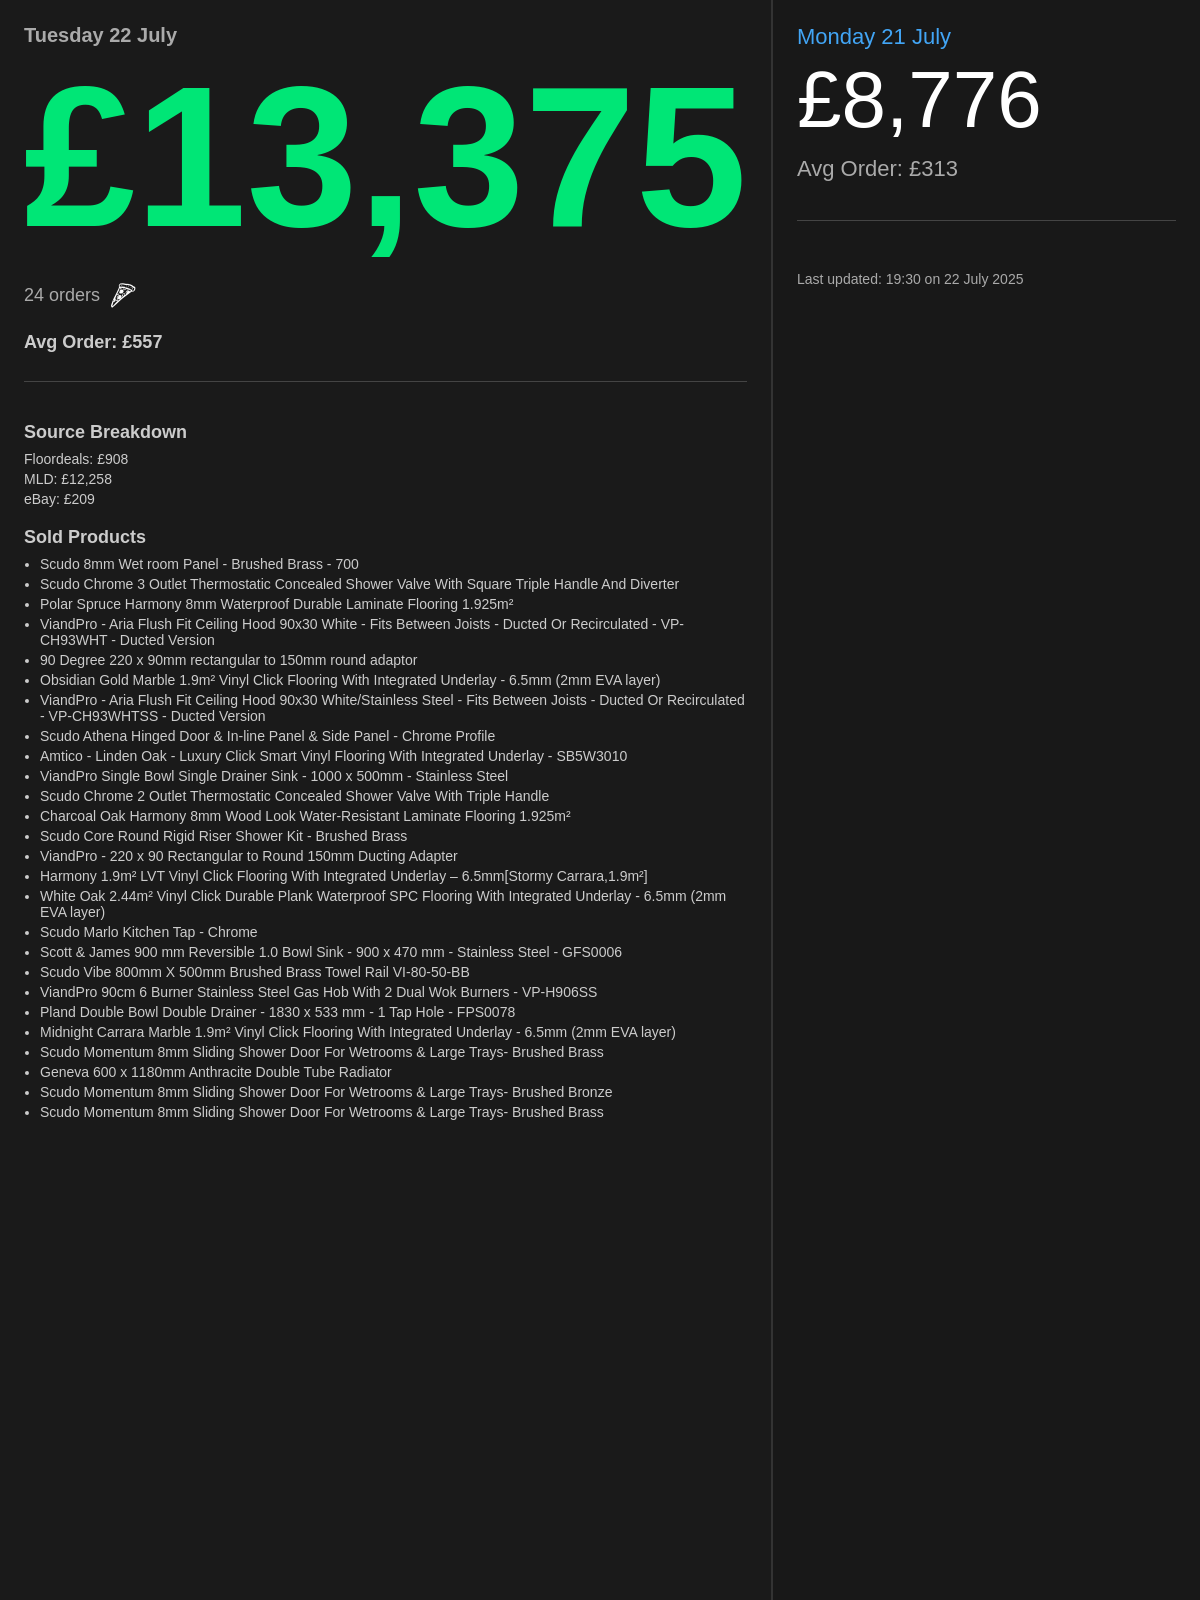 Tuesday 22 July
£13,375
24 orders
Avg Order: £557
Source Breakdown
Floordeals: £908
MLD: £12,258
eBay: £209
Sold Products
• Scudo 8mm Wet room Panel - Brushed Brass - 700
• Scudo Chrome 3 Outlet Thermostatic Concealed Shower Valve With Square Triple Handle And Diverter
• Polar Spruce Harmony 8mm Waterproof Durable Laminate Flooring 1.925m²
• ViandPro - Aria Flush Fit Ceiling Hood 90x30 White - Fits Between Joists - Ducted Or Recirculated - VP-
CH93WHT - Ducted Version
• 90 Degree 220 x 90mm rectangular to 150mm round adaptor
• Obsidian Gold Marble 1.9m² Vinyl Click Flooring With Integrated Underlay - 6.5mm (2mm EVA layer)
• ViandPro - Aria Flush Fit Ceiling Hood 90x30 White/Stainless Steel - Fits Between Joists - Ducted Or Recirculated
- VP-CH93WHTSS - Ducted Version
• Scudo Athena Hinged Door & In-line Panel & Side Panel - Chrome Profile
• Amtico - Linden Oak - Luxury Click Smart Vinyl Flooring With Integrated Underlay - SB5W3010
• ViandPro Single Bowl Single Drainer Sink - 1000 x 500mm - Stainless Steel
• Scudo Chrome 2 Outlet Thermostatic Concealed Shower Valve With Triple Handle
• Charcoal Oak Harmony 8mm Wood Look Water-Resistant Laminate Flooring 1.925m²
• Scudo Core Round Rigid Riser Shower Kit - Brushed Brass
• ViandPro - 220 x 90 Rectangular to Round 150mm Ducting Adapter
• Harmony 1.9m² LVT Vinyl Click Flooring With Integrated Underlay – 6.5mm[Stormy Carrara,1.9m²]
• White Oak 2.44m² Vinyl Click Durable Plank Waterproof SPC Flooring With Integrated Underlay - 6.5mm (2mm
EVA layer)
• Scudo Marlo Kitchen Tap - Chrome
• Scott & James 900 mm Reversible 1.0 Bowl Sink - 900 x 470 mm - Stainless Steel - GFS0006
• Scudo Vibe 800mm X 500mm Brushed Brass Towel Rail VI-80-50-BB
• ViandPro 90cm 6 Burner Stainless Steel Gas Hob With 2 Dual Wok Burners - VP-H906SS
• Pland Double Bowl Double Drainer - 1830 x 533 mm - 1 Tap Hole - FPS0078
• Midnight Carrara Marble 1.9m² Vinyl Click Flooring With Integrated Underlay - 6.5mm (2mm EVA layer)
• Scudo Momentum 8mm Sliding Shower Door For Wetrooms & Large Trays- Brushed Brass
• Geneva 600 x 1180mm Anthracite Double Tube Radiator
• Scudo Momentum 8mm Sliding Shower Door For Wetrooms & Large Trays- Brushed Bronze
• Scudo Momentum 8mm Sliding Shower Door For Wetrooms & Large Trays- Brushed Brass
Monday 21 July
£8,776
Avg Order: £313
Last updated: 19:30 on 22 July 2025